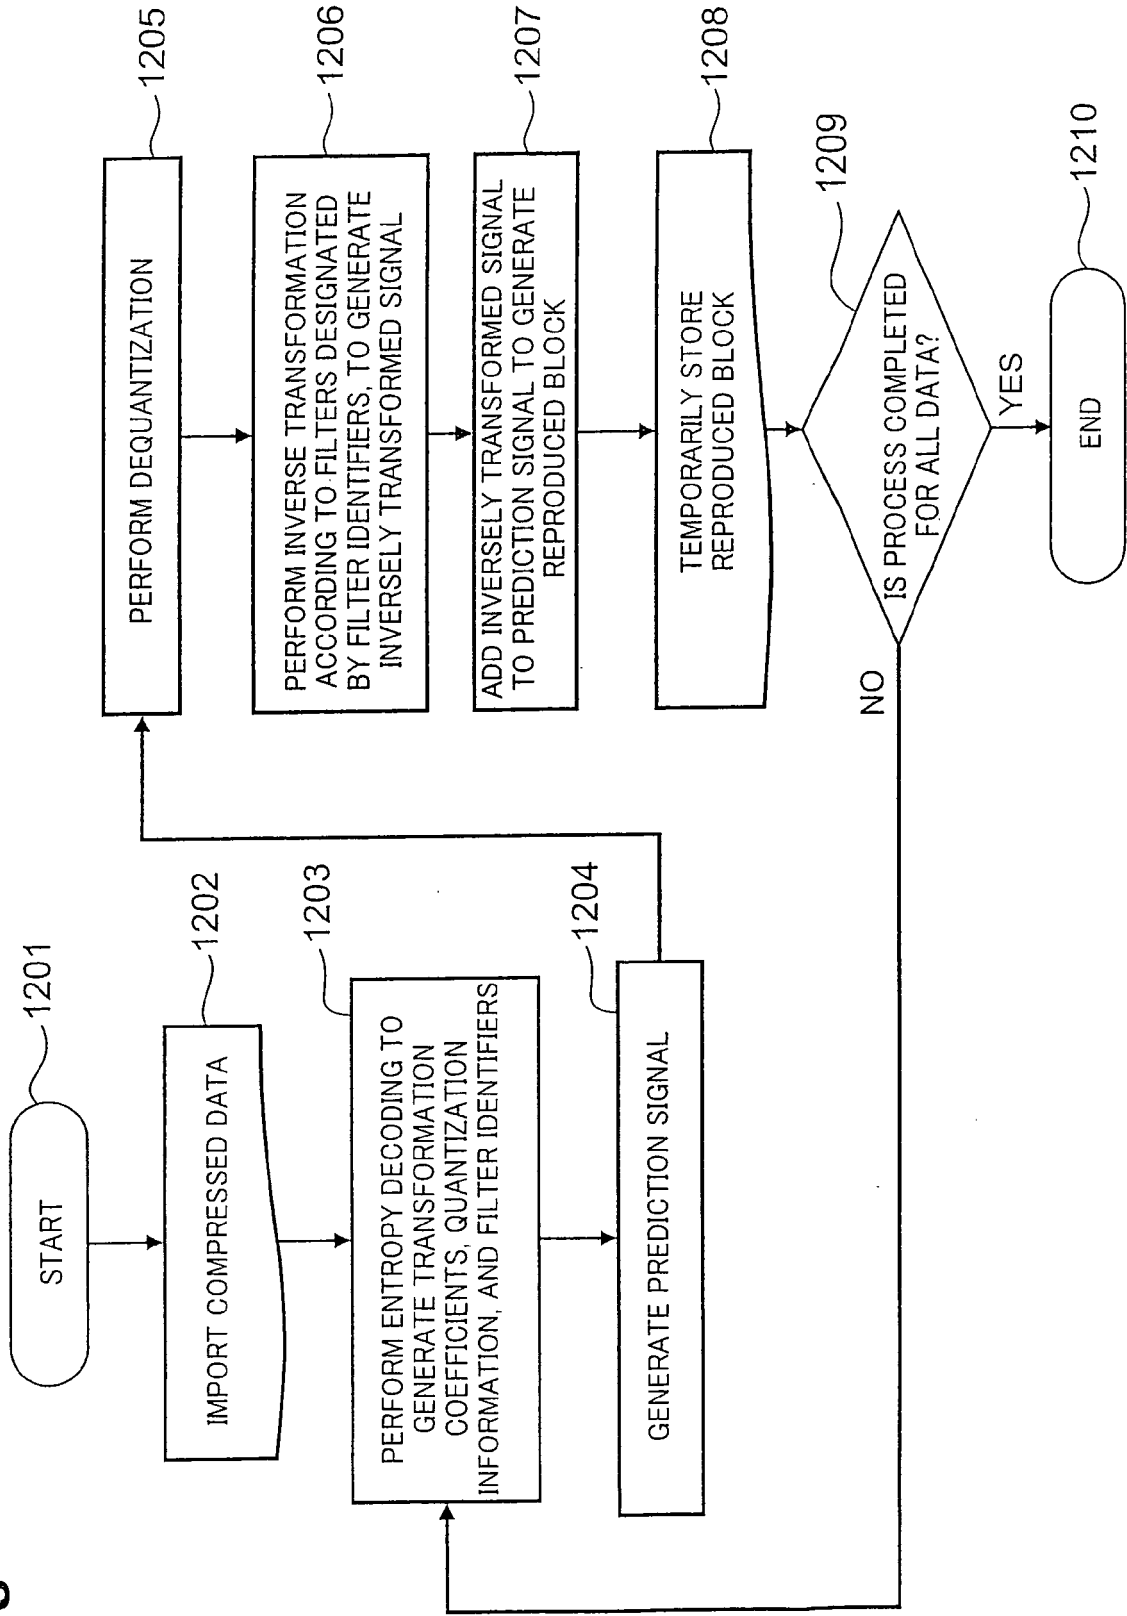 START
1201
IMPORT COMPRESSED DATA
1202
PERFORM ENTROPY DECODING TO
GENERATE TRANSFORMATION
COEFFICIENTS, QUANTIZATION
INFORMATION, AND FILTER IDENTIFIERS
1203
GENERATE PREDICTION SIGNAL
1204
PERFORM DEQUANTIZATION
1205
PERFORM INVERSE TRANSFORMATION
ACCORDING TO FILTERS DESIGNATED
BY FILTER IDENTIFIERS, TO GENERATE
INVERSELY TRANSFORMED SIGNAL
1206
ADD INVERSELY TRANSFORMED SIGNAL
TO PREDICTION SIGNAL TO GENERATE
REPRODUCED BLOCK
1207
TEMPORARILY STORE
REPRODUCED BLOCK
1208
IS PROCESS COMPLETED
FOR ALL DATA?
1209
NO
YES
END
1210